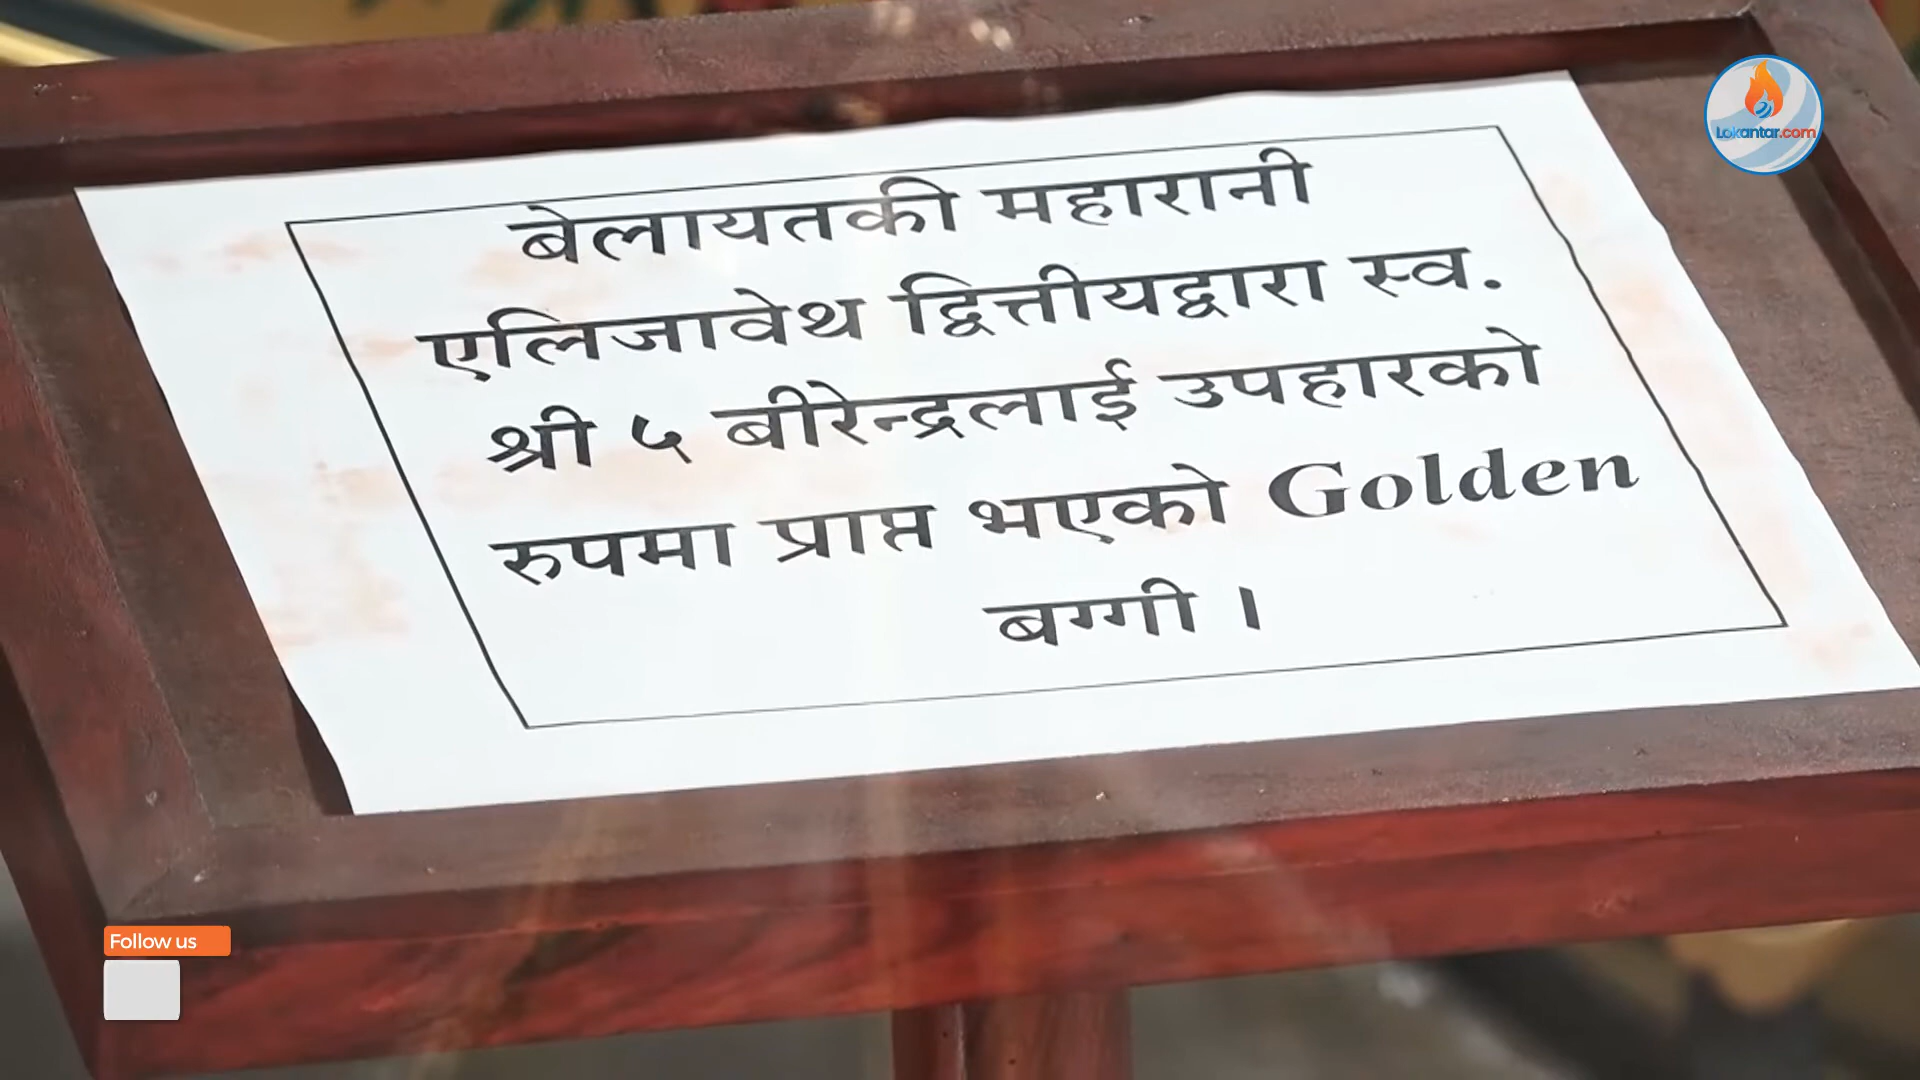 Lokantar.com
बेलायतकी महारानी
एलिजावेथ द्वित्तीयद्वारा स्व.
श्री ५ बीरेन्द्रलाई उपहारको
रुपमा प्राप्त भएको Golden
बग्गी ।
Follow us